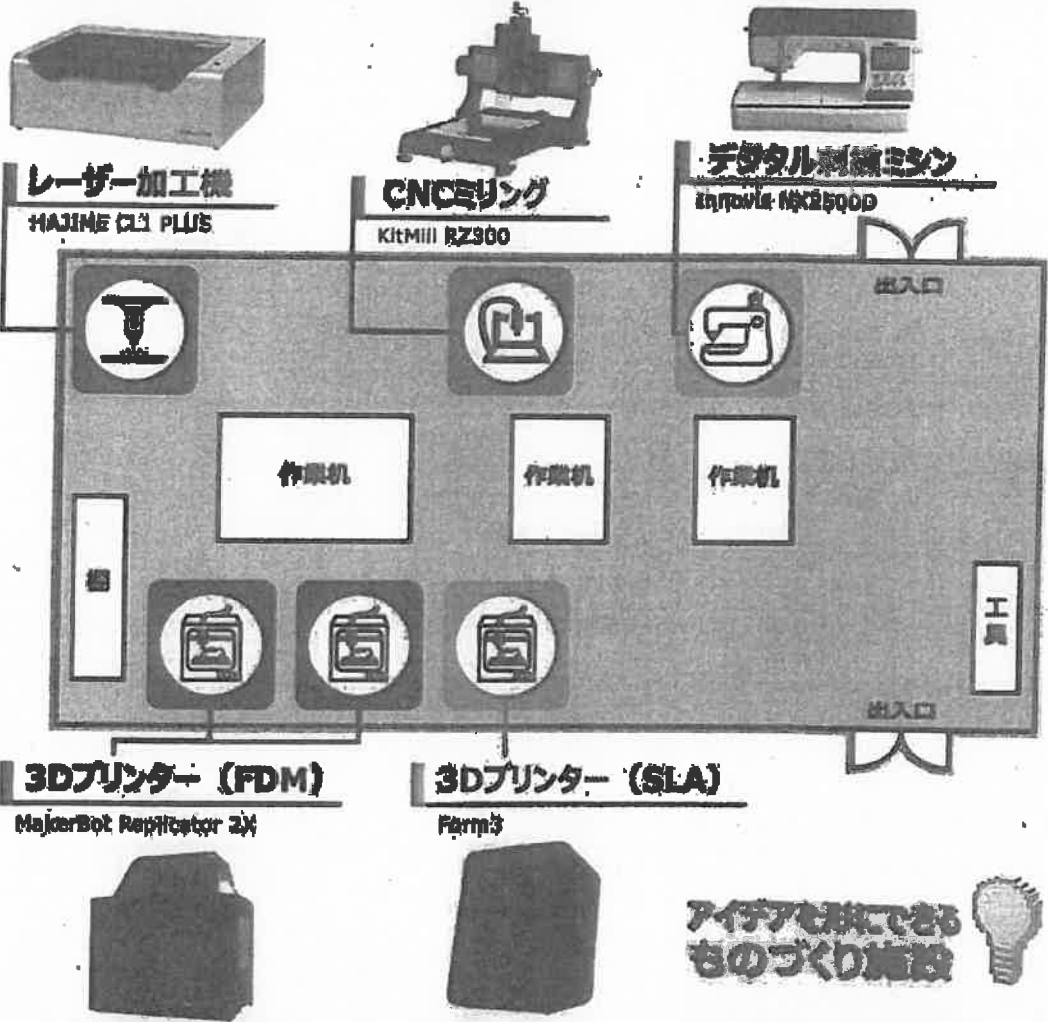 レーザー加工機
HAJIME CL1 PLUS
CNCミリング
KitMill RZ300
デジタル刺繍ミシン
innovis NX2500D
出入口
作業机
作業机
作業机
棚
工具
出入口
3Dプリンター（FDM）
MakerBot Replicator 2X
3Dプリンター（SLA）
Form3
アイデアを形にできる
ものづくり施設